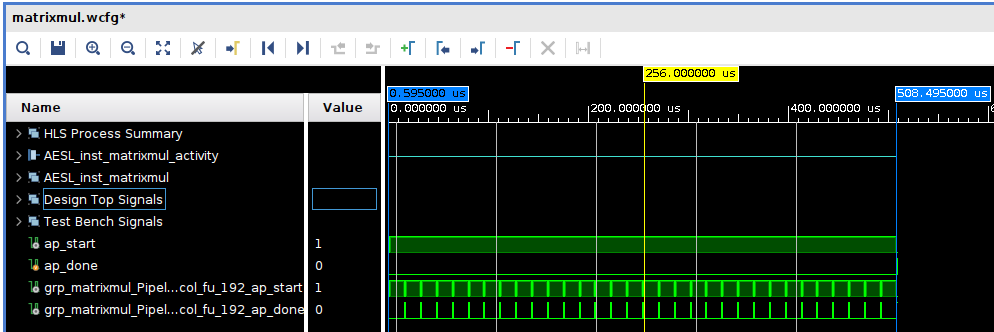 matrixmul.wcfg*
256.000000 us
0.595000 us
508.495000 us
Name
Value
0.000000 us
200.000000 us
400.000000 us
HLS Process Summary
AESL_inst_matrixmul_activity
AESL_inst_matrixmul
Design Top Signals
Test Bench Signals
ap_start
1
ap_done
0
grp_matrixmul_Pipel...col_fu_192_ap_start
1
grp_matrixmul_Pipel...col_fu_192_ap_done
0